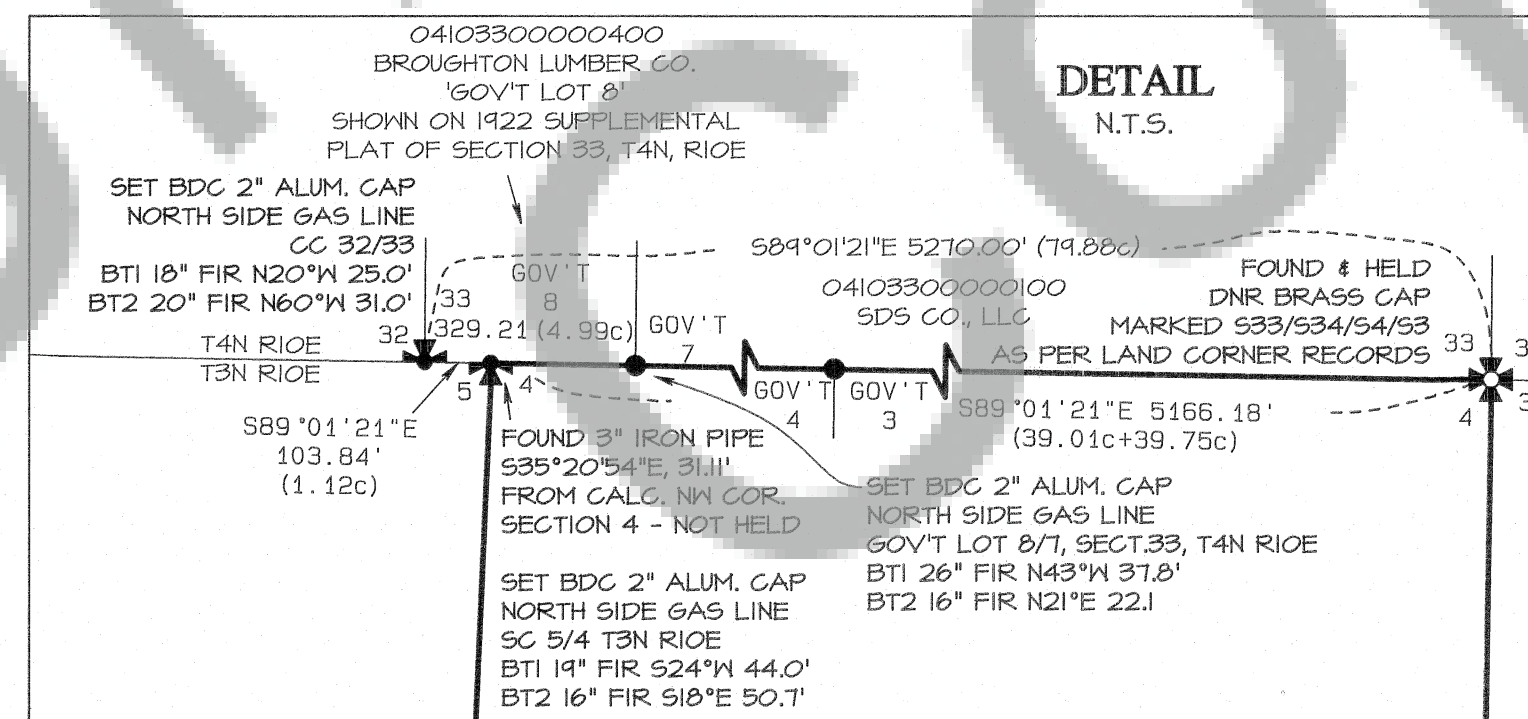 04103300000400
BROUGHTON LUMBER CO.
'GOV'T LOT 8'
SHOWN ON 1922 SUPPLEMENTAL
PLAT OF SECTION 33, T4N, R10E
DETAIL
N.T.S.
SET BDC 2" ALUM. CAP
NORTH SIDE GAS LINE
CC 32/33
BT1 18" FIR N20°W 25.0'
BT2 20" FIR N60°W 31.0'
S89°01'21"E 5270.00' (79.88c)
GOV'T
8
329.21 (4.99c)
33
32
04103300000100
SDS CO., LLC
GOV'T
7
FOUND & HELD
DNR BRASS CAP
MARKED S33/S34/S4/S3
AS PER LAND CORNER RECORDS
33
3
T4N R10E
T3N R10E
5
4
GOV'T
4
GOV'T
3
4
3
S89°01'21"E
103.84'
(1.12c)
S89°01'21"E 5166.18'
(39.01c+39.75c)
FOUND 3" IRON PIPE
S35°20'54"E, 31.11'
FROM CALC. NW COR.
SECTION 4 - NOT HELD
SET BDC 2" ALUM. CAP
NORTH SIDE GAS LINE
GOV'T LOT 8/7, SECT.33, T4N R10E
BT1 26" FIR N43°W 37.8'
BT2 16" FIR N21°E 22.1
SET BDC 2" ALUM. CAP
NORTH SIDE GAS LINE
SC 5/4 T3N R10E
BT1 19" FIR S24°W 44.0'
BT2 16" FIR S18°E 50.7'